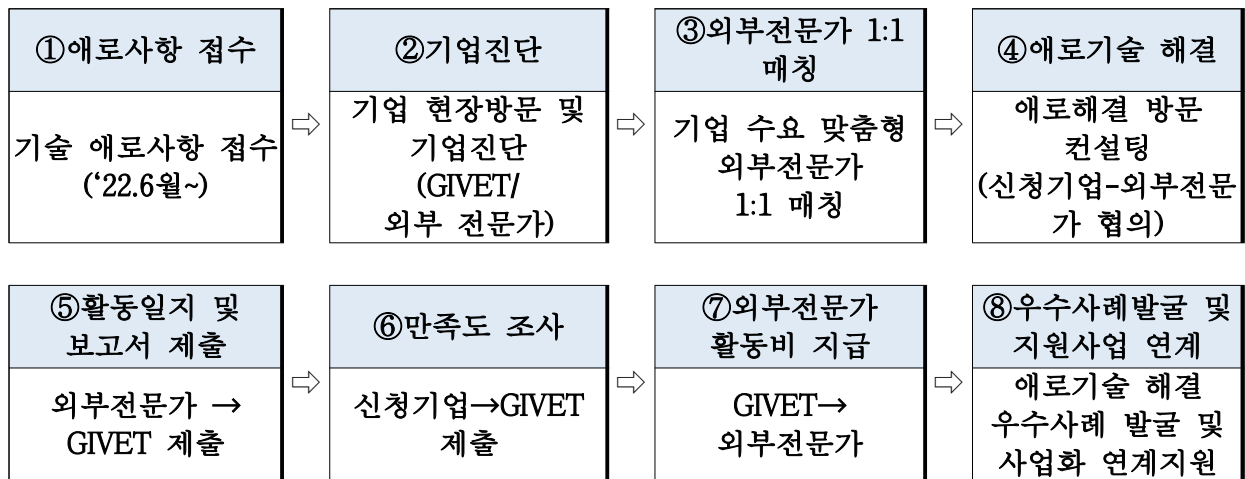 ①애로사항 접수
기술 애로사항 접수
(‘22.6월~)
⇨
②기업진단
기업 현장방문 및
기업진단
(GIVET/
외부 전문가)
⇨
③외부전문가 1:1
매칭
기업 수요 맞춤형
외부전문가
1:1 매칭
⇨
④애로기술 해결
애로해결 방문
컨설팅
(신청기업-외부전문
가 협의)
⑤활동일지 및
보고서 제출
외부전문가 →
GIVET 제출
⇨
⑥만족도 조사
신청기업→GIVET
제출
⇨
⑦외부전문가
활동비 지급
GIVET→
외부전문가
⇨
⑧우수사례발굴 및
지원사업 연계
애로기술 해결
우수사례 발굴 및
사업화 연계지원